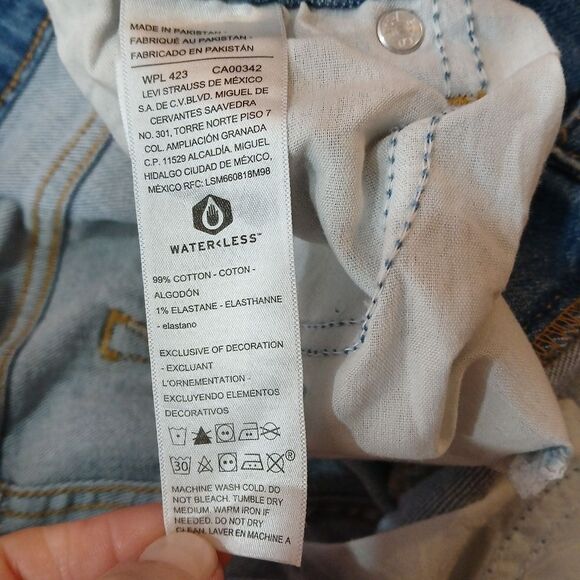 MADE IN PAKISTAN -
FABRIQUÉ AU PAKISTAN -
FABRICADO EN PAKISTÁN
WPL 423 CA00342
LEVI STRAUSS DE MÉXICO
S.A. DE C.V.BLVD. MIGUEL DE
CERVANTES SAAVEDRA
NO. 301, TORRE NORTE PISO 7
COL. AMPLIACIÓN GRANADA
C.P. 11529 ALCALDÍA. MIGUEL
HIDALGO CIUDAD DE MÉXICO,
MÉXICO RFC: LSM660818M98
WATER<LESS™
99% COTTON - COTON -
ALGODÓN
1% ELASTANE - ELASTHANNE
- elastano
EXCLUSIVE OF DECORATION
- EXCLUANT
L'ORNEMENTATION -
EXCLUYENDO ELEMENTOS
DECORATIVOS
30 ®
MACHINE WASH COLD. DO
NOT BLEACH. TUMBLE DRY
MEDIUM. WARM IRON IF
NEEDED. DO NOT DRY
CLEAN. LAVER EN MACHINE A